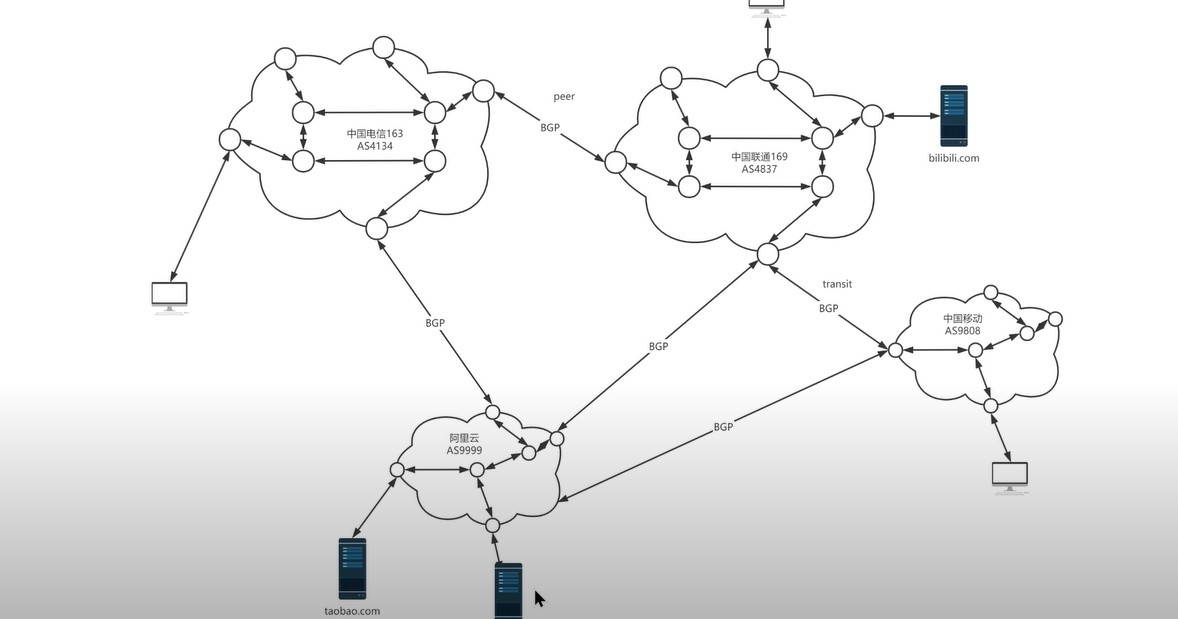 peer
BGP
中国电信163
AS4134
中国联通169
AS4837
bilibili.com
transit
BGP
中国移动
AS9808
BGP
BGP
BGP
阿里云
AS9999
taobao.com